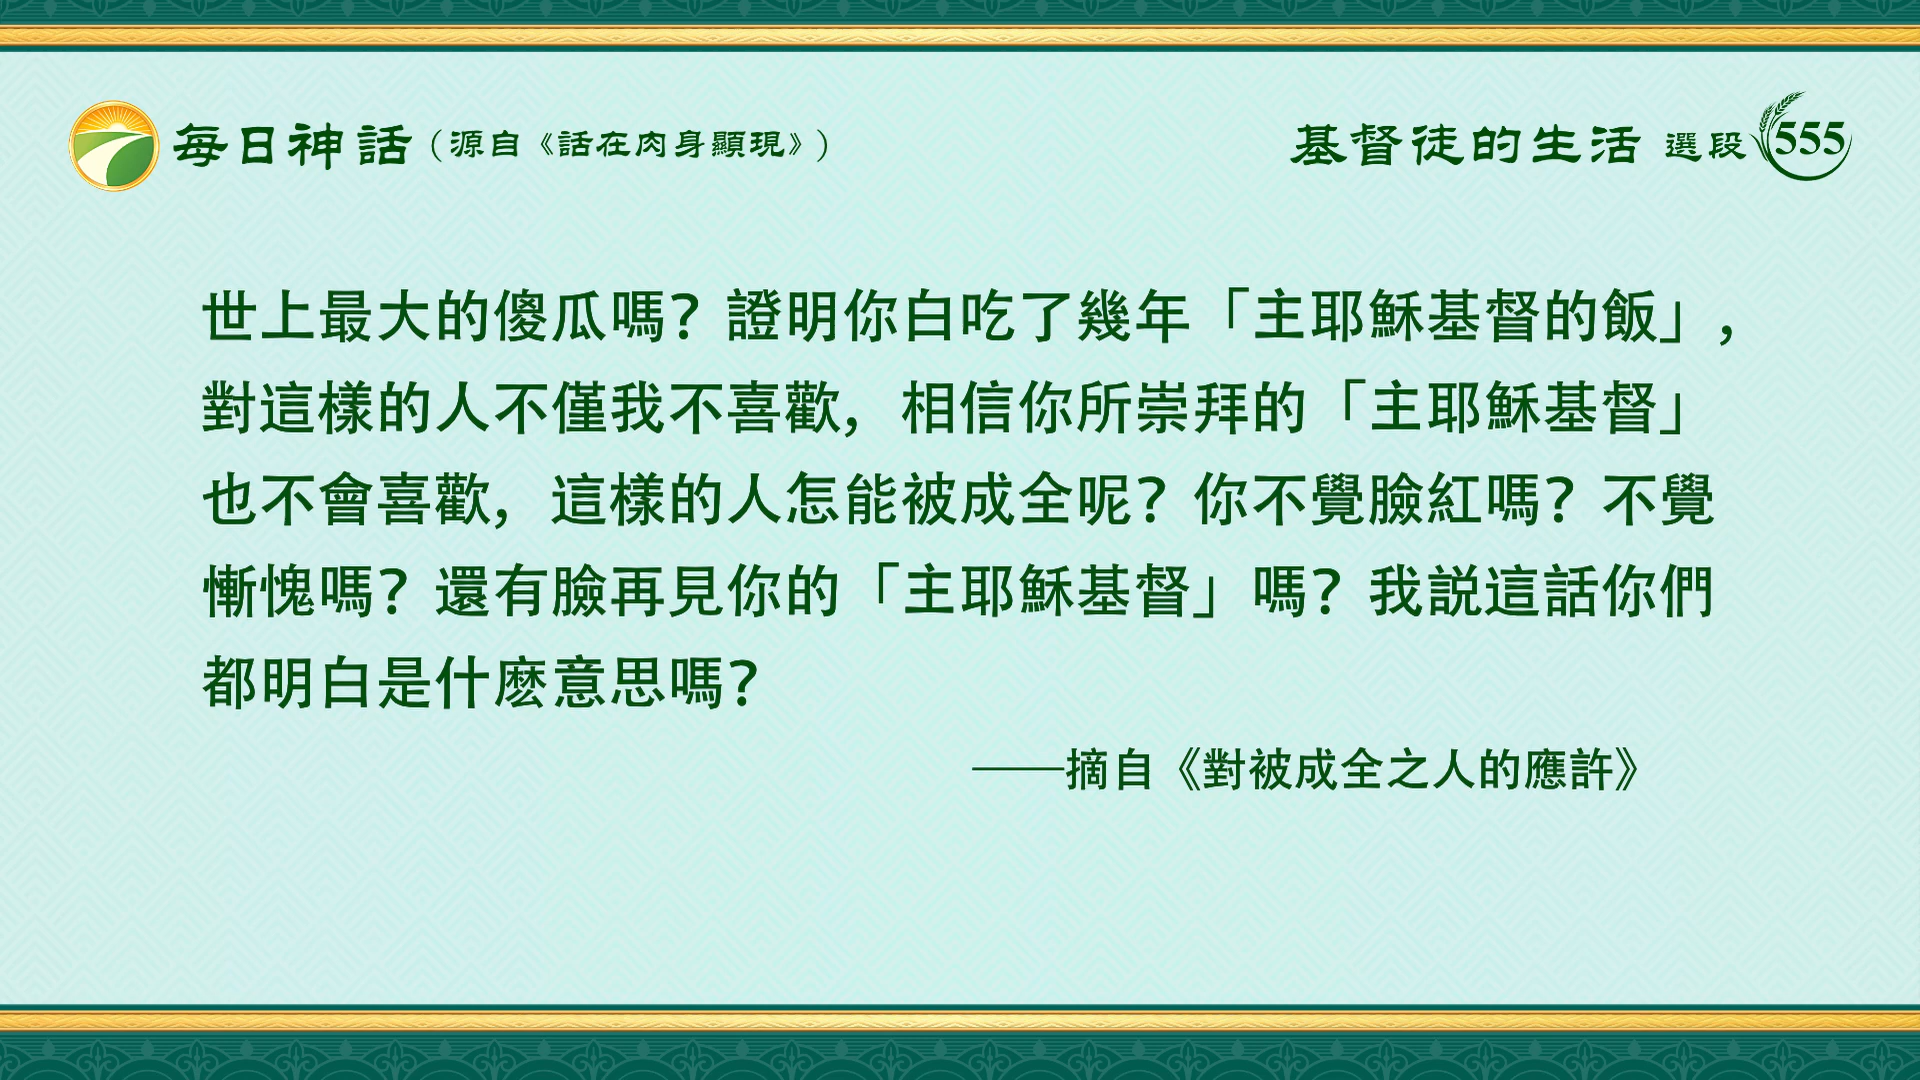 每日神話（源自《話在肉身顯現》）
基督徒的生活 選段 555
世上最大的傻瓜嗎？證明你白吃了幾年「主耶穌基督的飯」，
對這樣的人不僅我不喜歡，相信你所崇拜的「主耶穌基督」
也不會喜歡，這樣的人怎能被成全呢？你不覺臉紅嗎？不覺
慚愧嗎？還有臉再見你的「主耶穌基督」嗎？我説這話你們
都明白是什麽意思嗎？
——摘自《對被成全之人的應許》